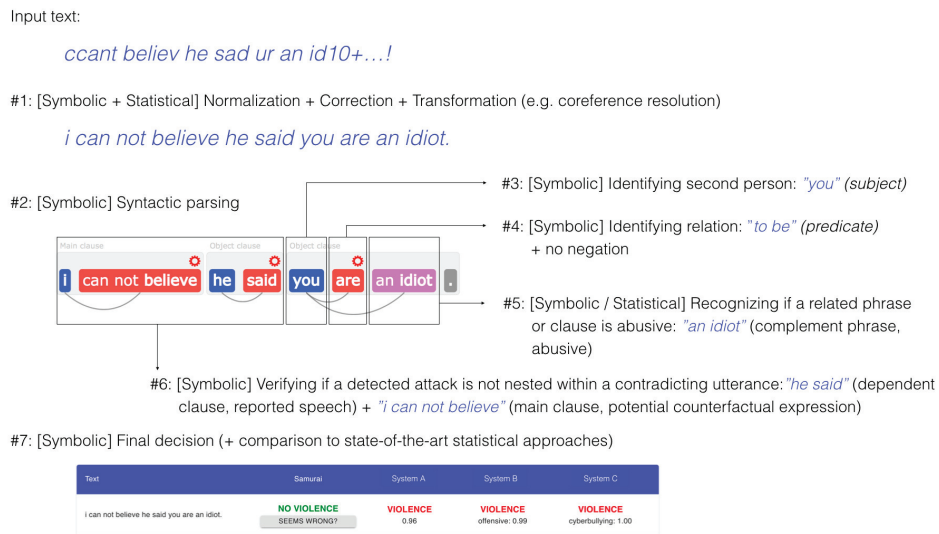 Input text:
ccant believ he sad ur an id10+...!
#1: [Symbolic + Statistical] Normalization + Correction + Transformation (e.g. coreference resolution)
i can not believe he said you are an idiot.
#2: [Symbolic] Syntactic parsing
#3: [Symbolic] Identifying second person: "you" (subject)
#4: [Symbolic] Identifying relation: "to be" (predicate)
+ no negation
Main clause Object clause Object clause
i can not believe he said you are an idiot .
#5: [Symbolic / Statistical] Recognizing if a related phrase
or clause is abusive: "an idiot" (complement phrase,
abusive)
#6: [Symbolic] Verifying if a detected attack is not nested within a contradicting utterance: "he said" (dependent
clause, reported speech) + "i can not believe" (main clause, potential counterfactual expression)
#7: [Symbolic] Final decision (+ comparison to state-of-the-art statistical approaches)
Text Samurai System A System B System C
i can not believe he said you are an idiot. NO VIOLENCE VIOLENCE VIOLENCE VIOLENCE
SEEMS WRONG? 0.96 offensive: 0.99 cyberbullying: 1.00